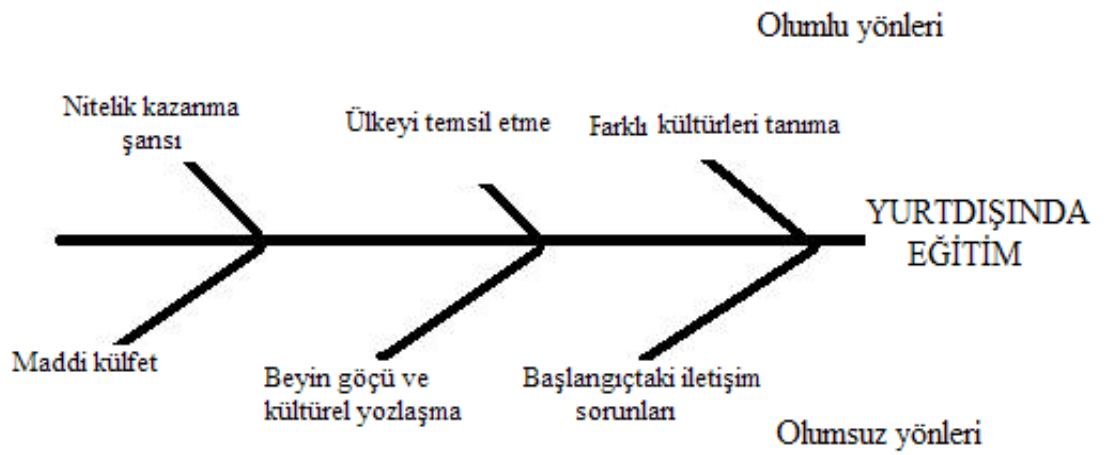 Olumlu yönleri
Nitelik kazanma
şansı
Ülkeyi temsil etme
Farklı kültürleri tanıma
YURTDIŞINDA
EĞİTİM
Maddi külfet
Beyin göçü ve
kültürel yozlaşma
Başlangıçtaki iletişim
sorunları
Olumsuz yönleri